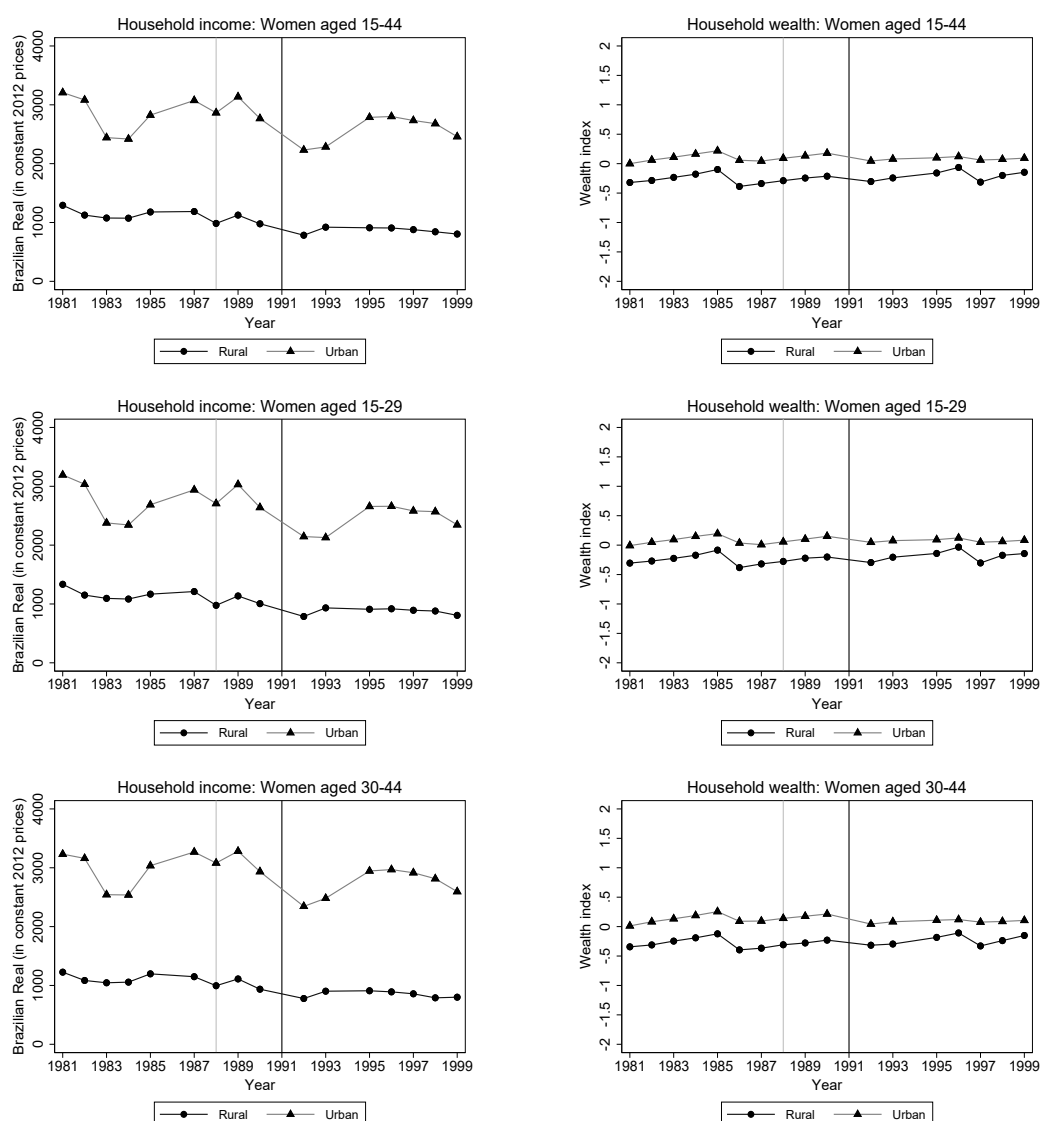 Household income: Women aged 15-44
Brazilian Real (in constant 2012 prices)
4000
3000
2000
1000
0
1981 1983 1985 1987 1989 1991 1993 1995 1997 1999
Year
Rural Urban
Household wealth: Women aged 15-44
Wealth index
2
1.5
1
.5
0
-.5
-1
-1.5
-2
1981 1983 1985 1987 1989 1991 1993 1995 1997 1999
Year
Rural Urban
Household income: Women aged 15-29
Brazilian Real (in constant 2012 prices)
4000
3000
2000
1000
0
1981 1983 1985 1987 1989 1991 1993 1995 1997 1999
Year
Rural Urban
Household wealth: Women aged 15-29
Wealth index
2
1.5
1
.5
0
-.5
-1
-1.5
-2
1981 1983 1985 1987 1989 1991 1993 1995 1997 1999
Year
Rural Urban
Household income: Women aged 30-44
Brazilian Real (in constant 2012 prices)
4000
3000
2000
1000
0
1981 1983 1985 1987 1989 1991 1993 1995 1997 1999
Year
Rural Urban
Household wealth: Women aged 30-44
Wealth index
2
1.5
1
.5
0
-.5
-1
-1.5
-2
1981 1983 1985 1987 1989 1991 1993 1995 1997 1999
Year
Rural Urban